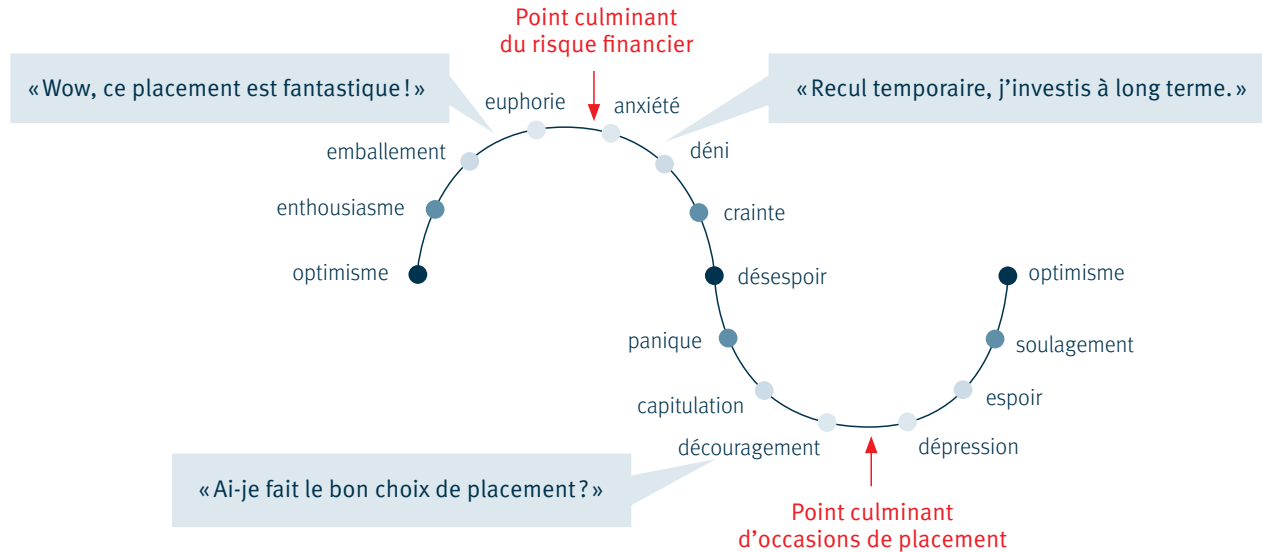 Point culminant
du risque financier
« Wow, ce placement est fantastique ! »
« Recul temporaire, j’investis à long terme. »
euphorie
anxiété
emballement
déni
enthousiasme
crainte
optimisme
désespoir
optimisme
panique
soulagement
capitulation
espoir
découragement
dépression
« Ai-je fait le bon choix de placement ? »
Point culminant
d’occasions de placement